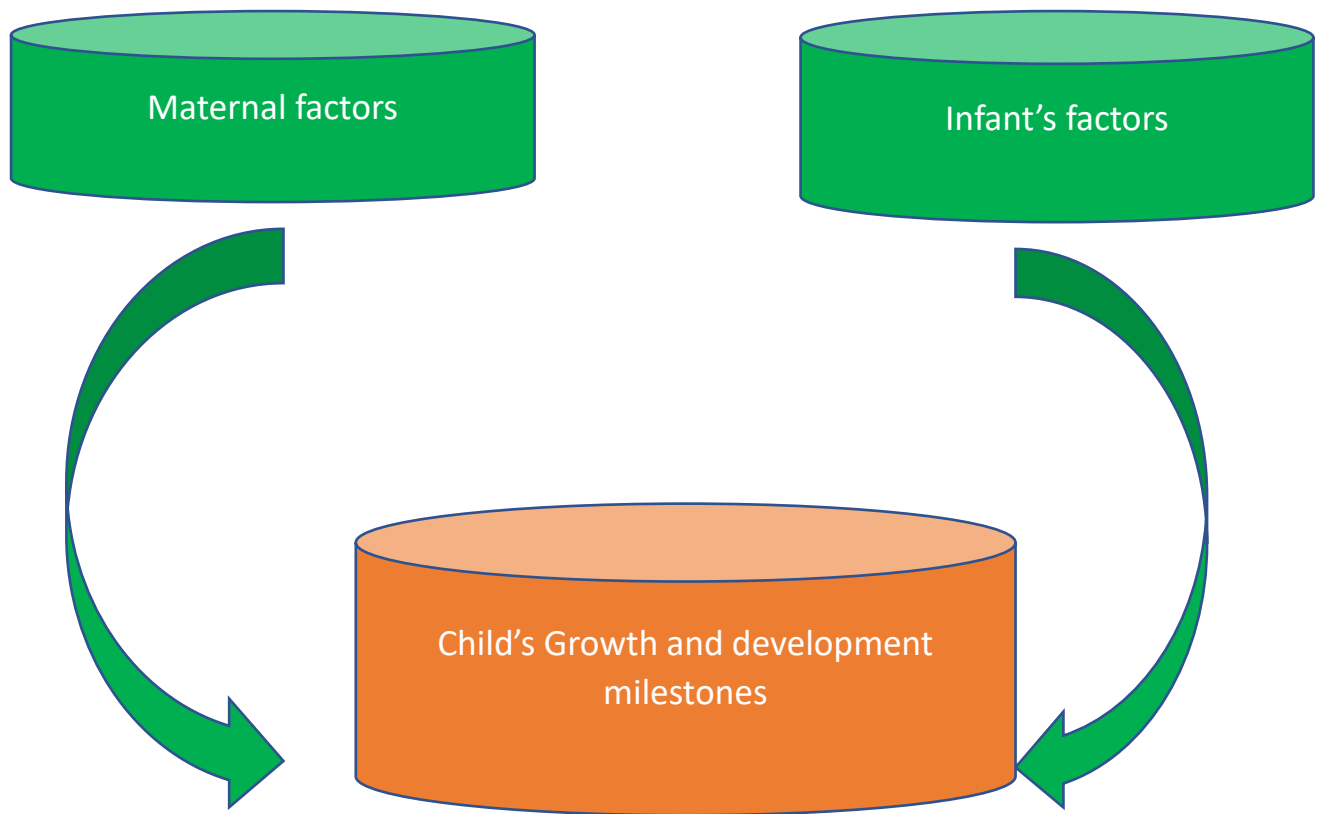 Maternal factors
Infant’s factors
Child’s Growth and development
milestones